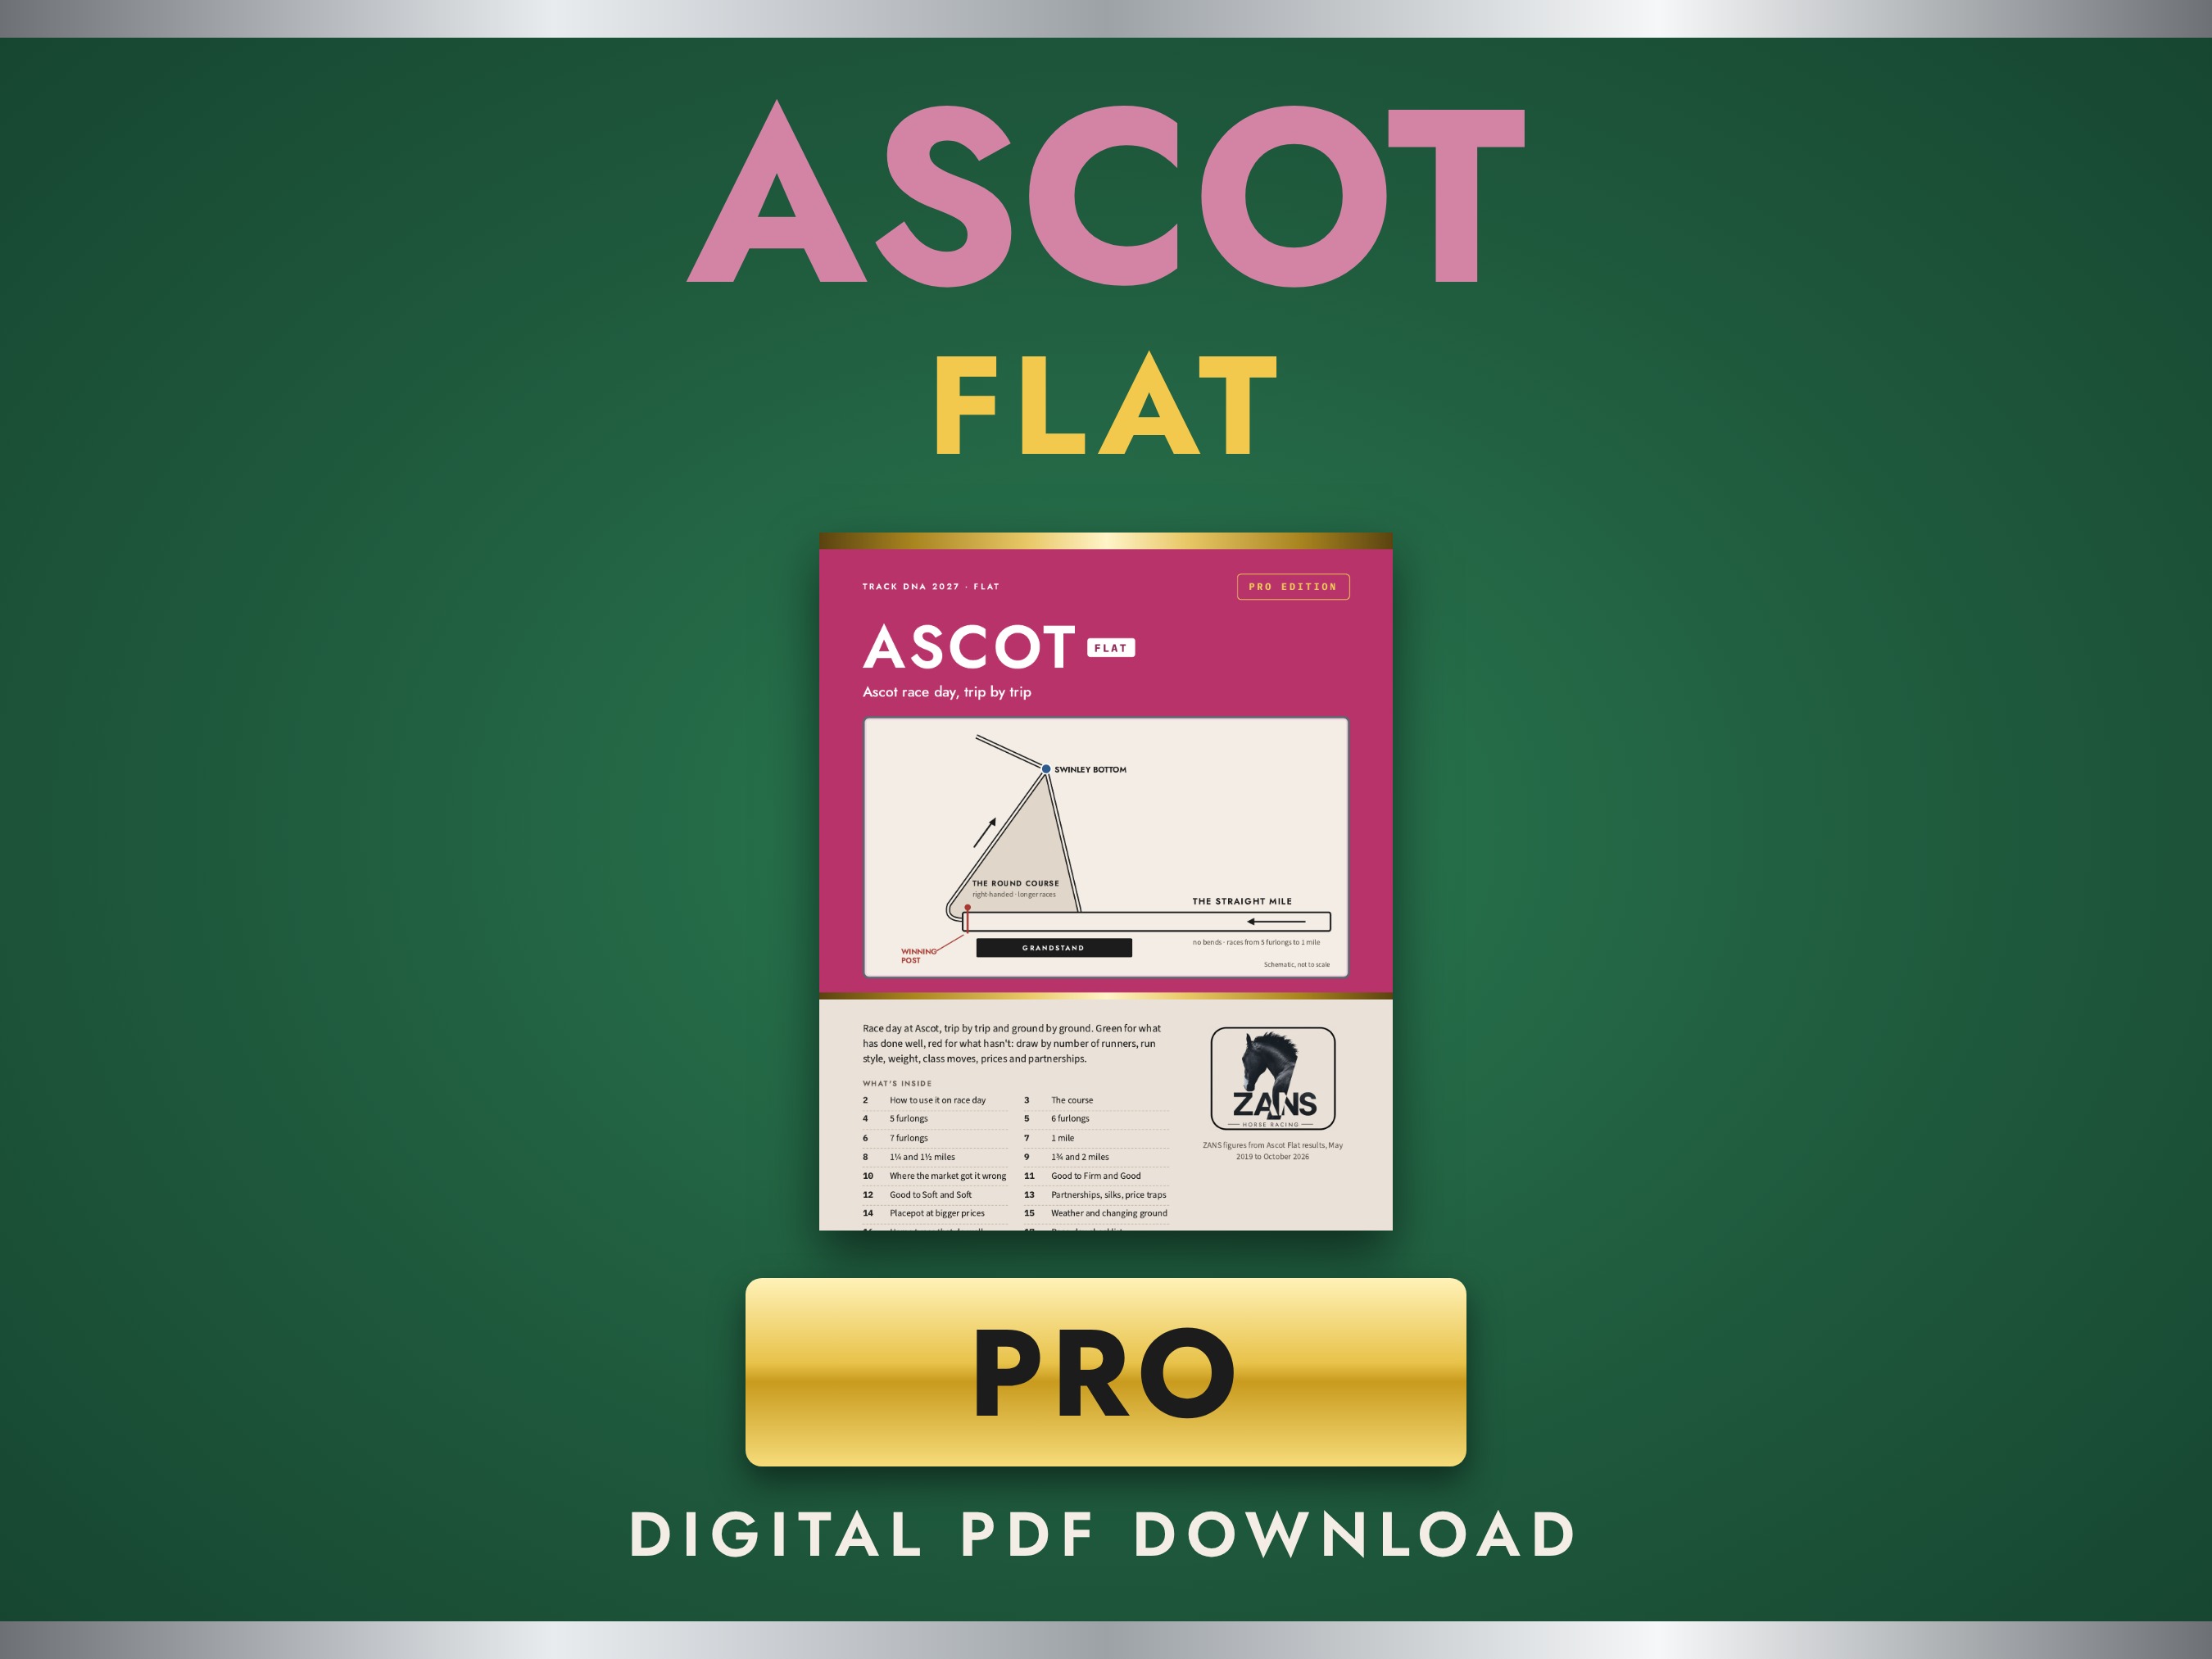 ASCOT
FLAT
TRACK DNA 2027 · FLAT
PRO EDITION
ASCOT FLAT
Ascot race day, trip by trip
SWINLEY BOTTOM
THE ROUND COURSE
right-handed · longer races
THE STRAIGHT MILE
WINNING
POST
GRANDSTAND
no bends · races from 5 furlongs to 1 mile
Schematic, not to scale
Race day at Ascot, trip by trip and ground by ground. Green for what
has done well, red for what hasn't: draw by number of runners, run
style, weight, class moves, prices and partnerships.
WHAT'S INSIDE
2 How to use it on race day 3 The course
4 5 furlongs 5 6 furlongs
6 7 furlongs 7 1 mile
8 1¼ and 1½ miles 9 1¾ and 2 miles
10 Where the market got it wrong 11 Good to Firm and Good
12 Good to Soft and Soft 13 Partnerships, silks, price traps
14 Placepot at bigger prices 15 Weather and changing ground
ZANS
HORSE RACING
ZANS figures from Ascot Flat results, May
2019 to October 2026
PRO
DIGITAL PDF DOWNLOAD